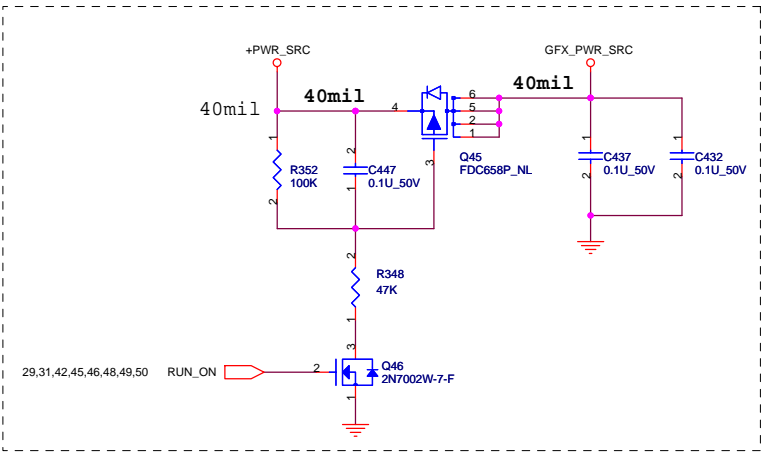 +PWR_SRC
GFX_PWR_SRC
40mil
40mil
40mil
4
6
5
2
1
3
Q45
FDC658P_NL
1
R352
100K
2
2
C447
0.1U_50V
1
1
C437
0.1U_50V
2
1
C432
0.1U_50V
2
2
R348
47K
1
3
29,31,42,45,46,48,49,50
RUN_ON
2
Q46
2N7002W-7-F
1